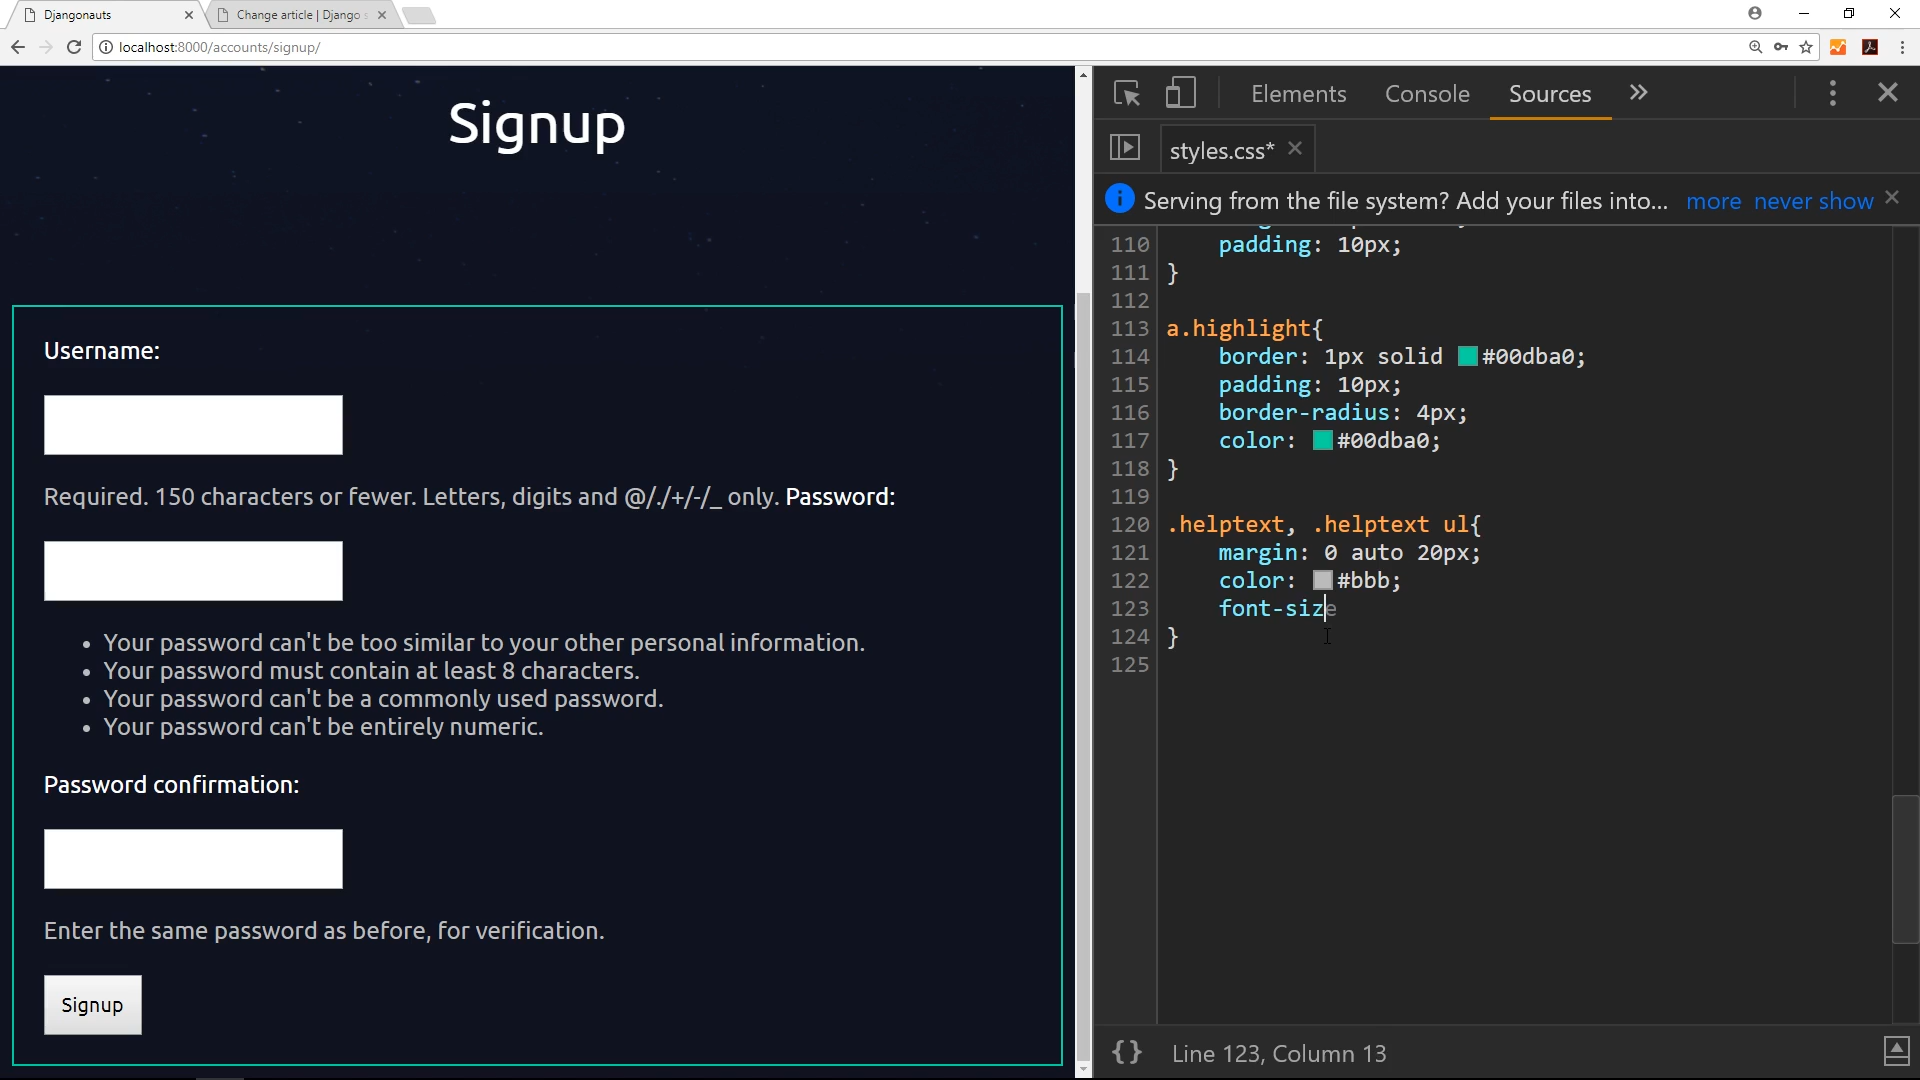 Djangonauts
Change article | Django s
localhost:8000/accounts/signup/
Signup
Username:
Required. 150 characters or fewer. Letters, digits and @/./+/-/_ only. Password:
• Your password can't be too similar to your other personal information.
• Your password must contain at least 8 characters.
• Your password can't be a commonly used password.
• Your password can't be entirely numeric.
Password confirmation:
Enter the same password as before, for verification.
Signup
Elements Console Sources »
styles.css*
Serving from the file system? Add your files into... more never show
110 padding: 10px;
111 }
112
113 a.highlight{
114 border: 1px solid #00dba0;
115 padding: 10px;
116 border-radius: 4px;
117 color: #00dba0;
118 }
119
120 .helptext, .helptext ul{
121 margin: 0 auto 20px;
122 color: #bbb;
123 font-size
124 }
125
{} Line 123, Column 13